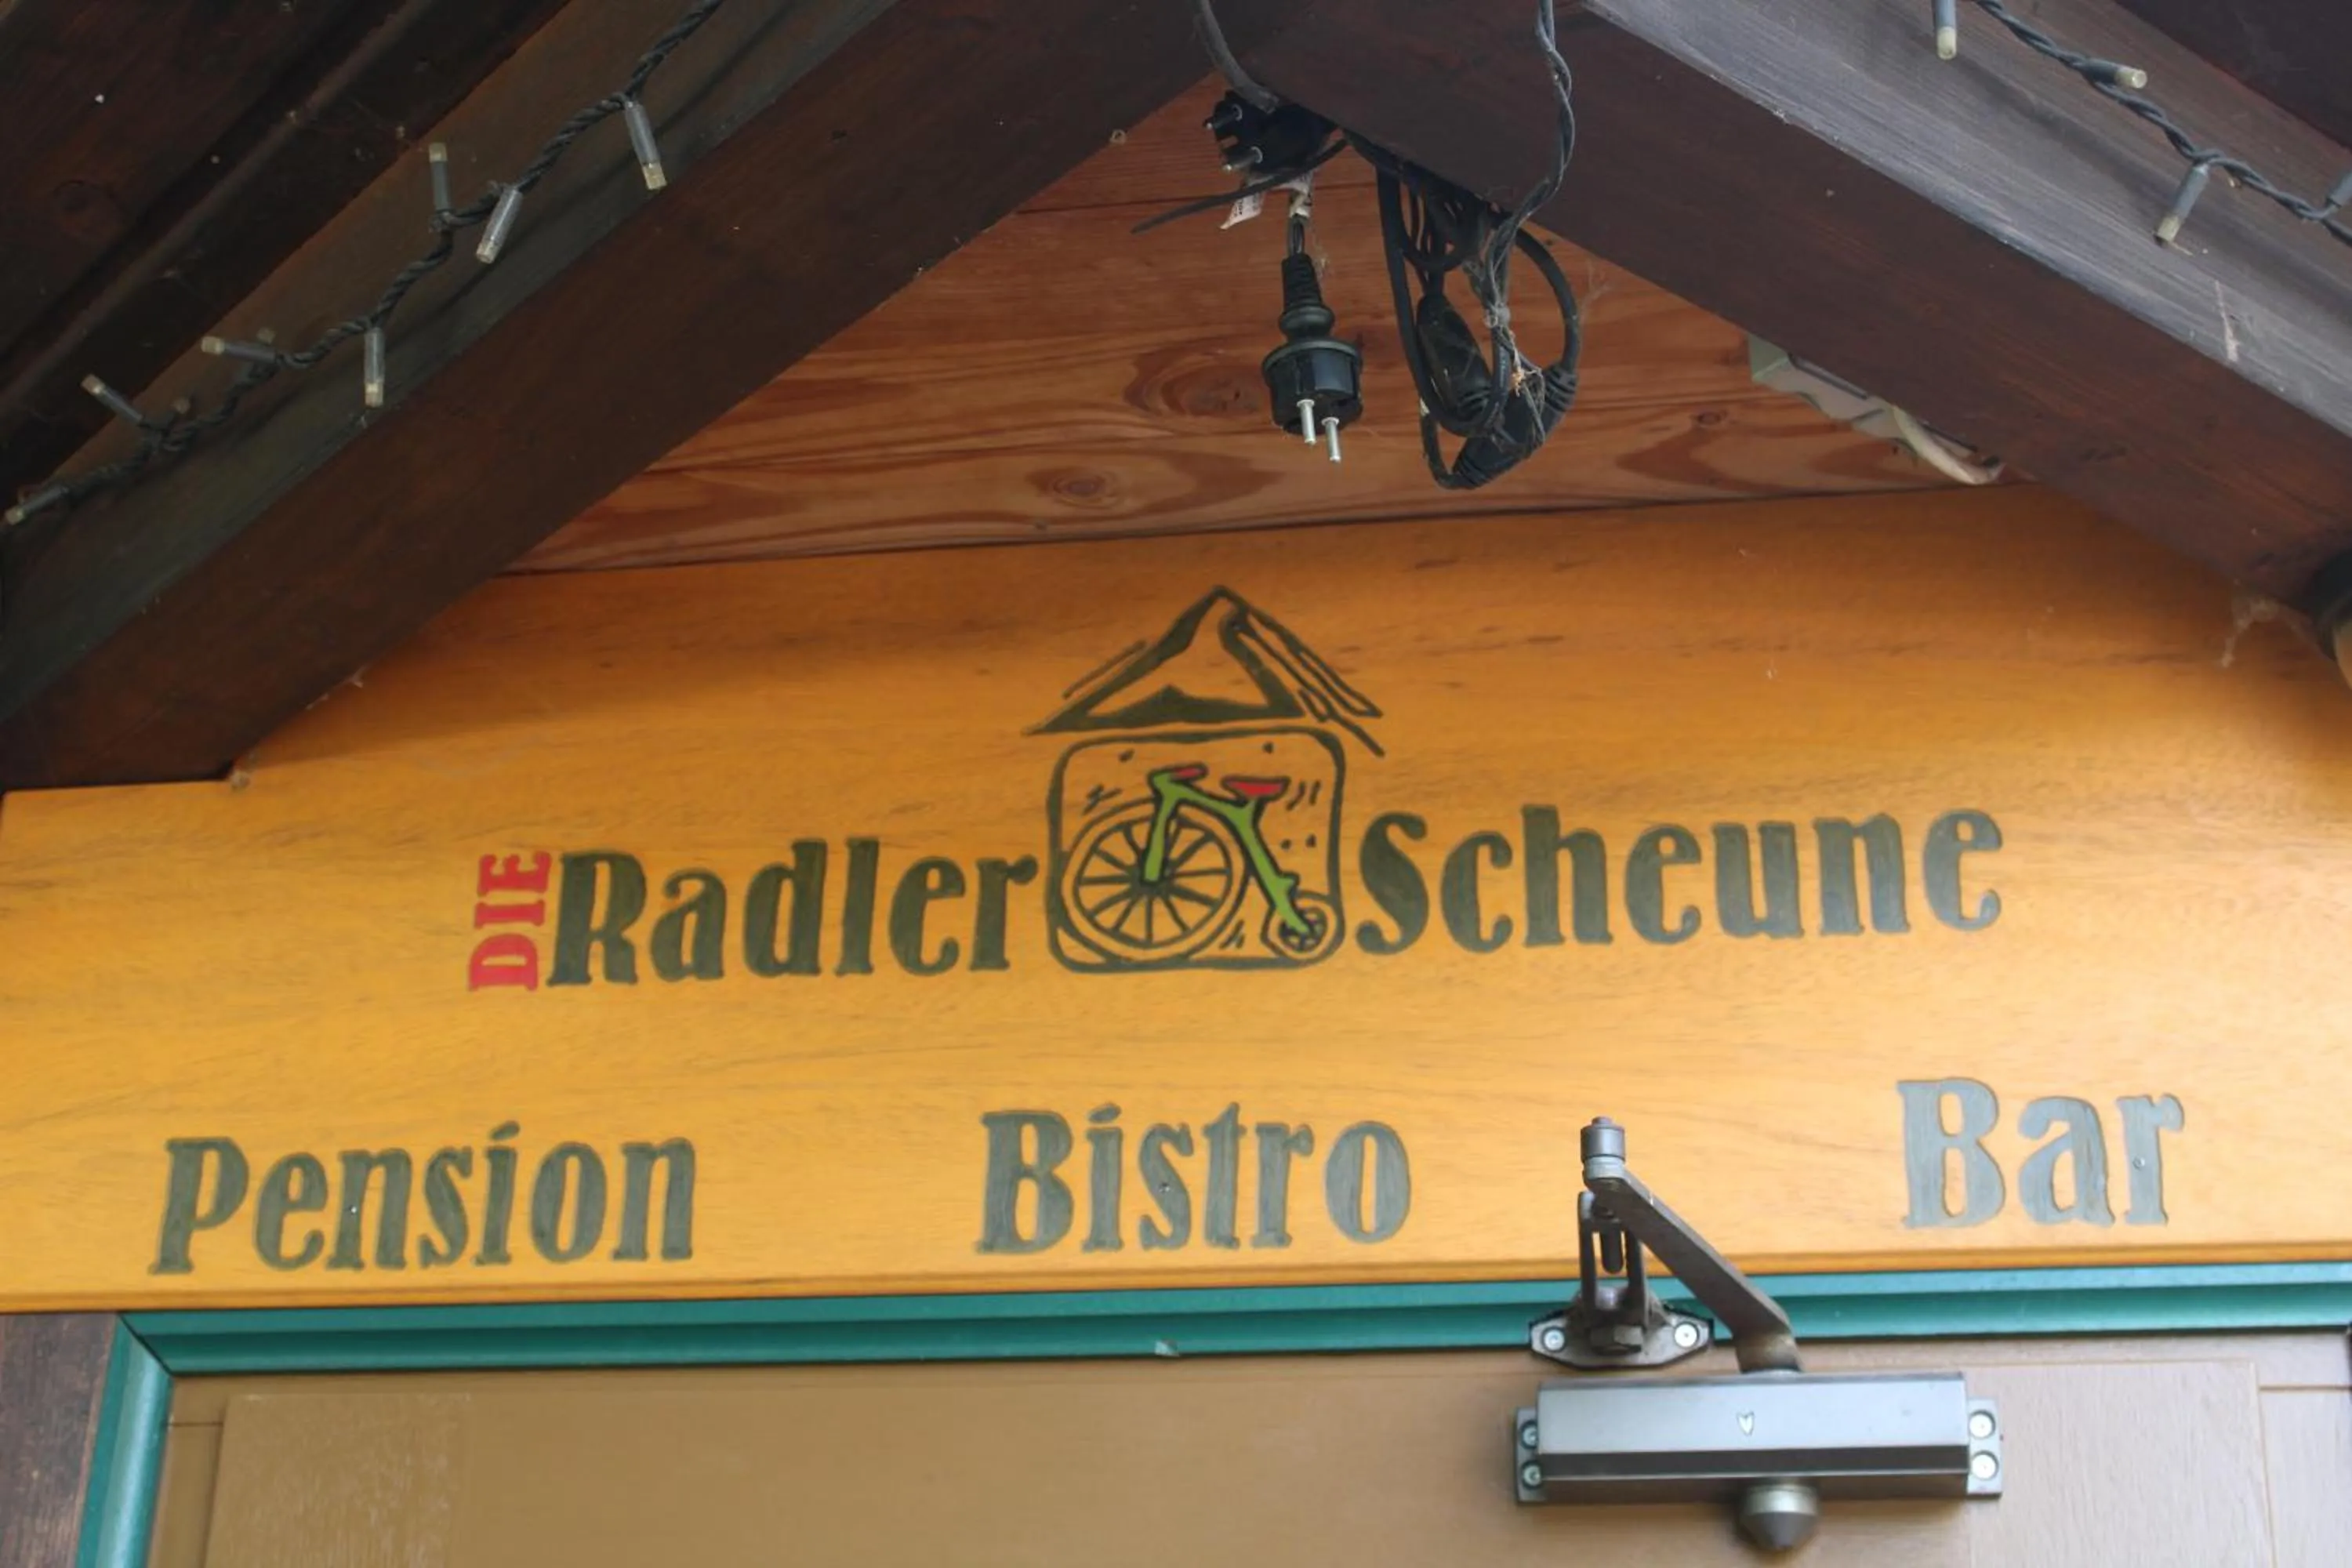 DIE Radler Scheune
Pension Bistro Bar